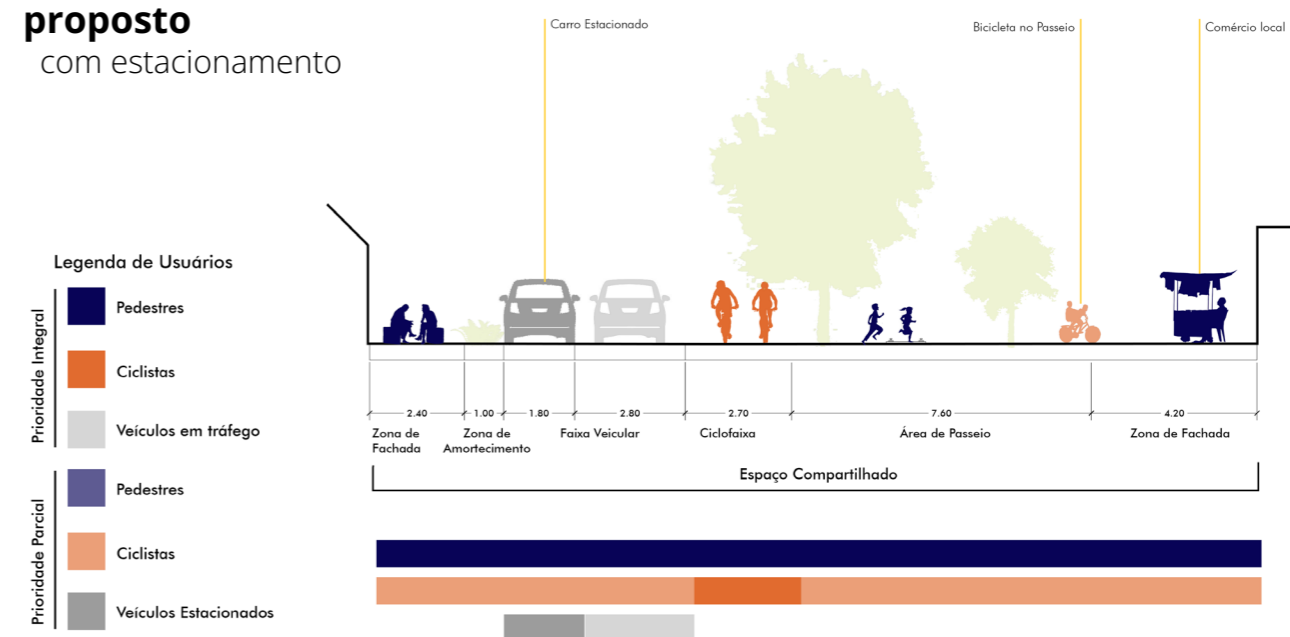 proposto
com estacionamento
Carro Estacionado
Bicicleta no Passeio
Comércio local
Legenda de Usuários
Prioridade Integral
Pedestres
Ciclistas
Veículos em tráfego
Prioridade Parcial
Pedestres
Ciclistas
Veículos Estacionados
2.40
1.00
1.80
2.80
2.70
7.60
4.20
Zona de
Fachada
Zona de
Amortecimento
Faixa Veicular
Ciclofaixa
Área de Passeio
Zona de Fachada
Espaço Compartilhado